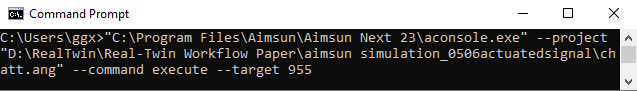 Command Prompt
C:\Users\ggx>"C:\Program Files\Aimsun\Aimsun Next 23\aconsole.exe" --project
"D:\RealTwin\Real-Twin Workflow Paper\aimsun simulation_0506actuatedsignal\ch
att.ang" --command execute --target 955